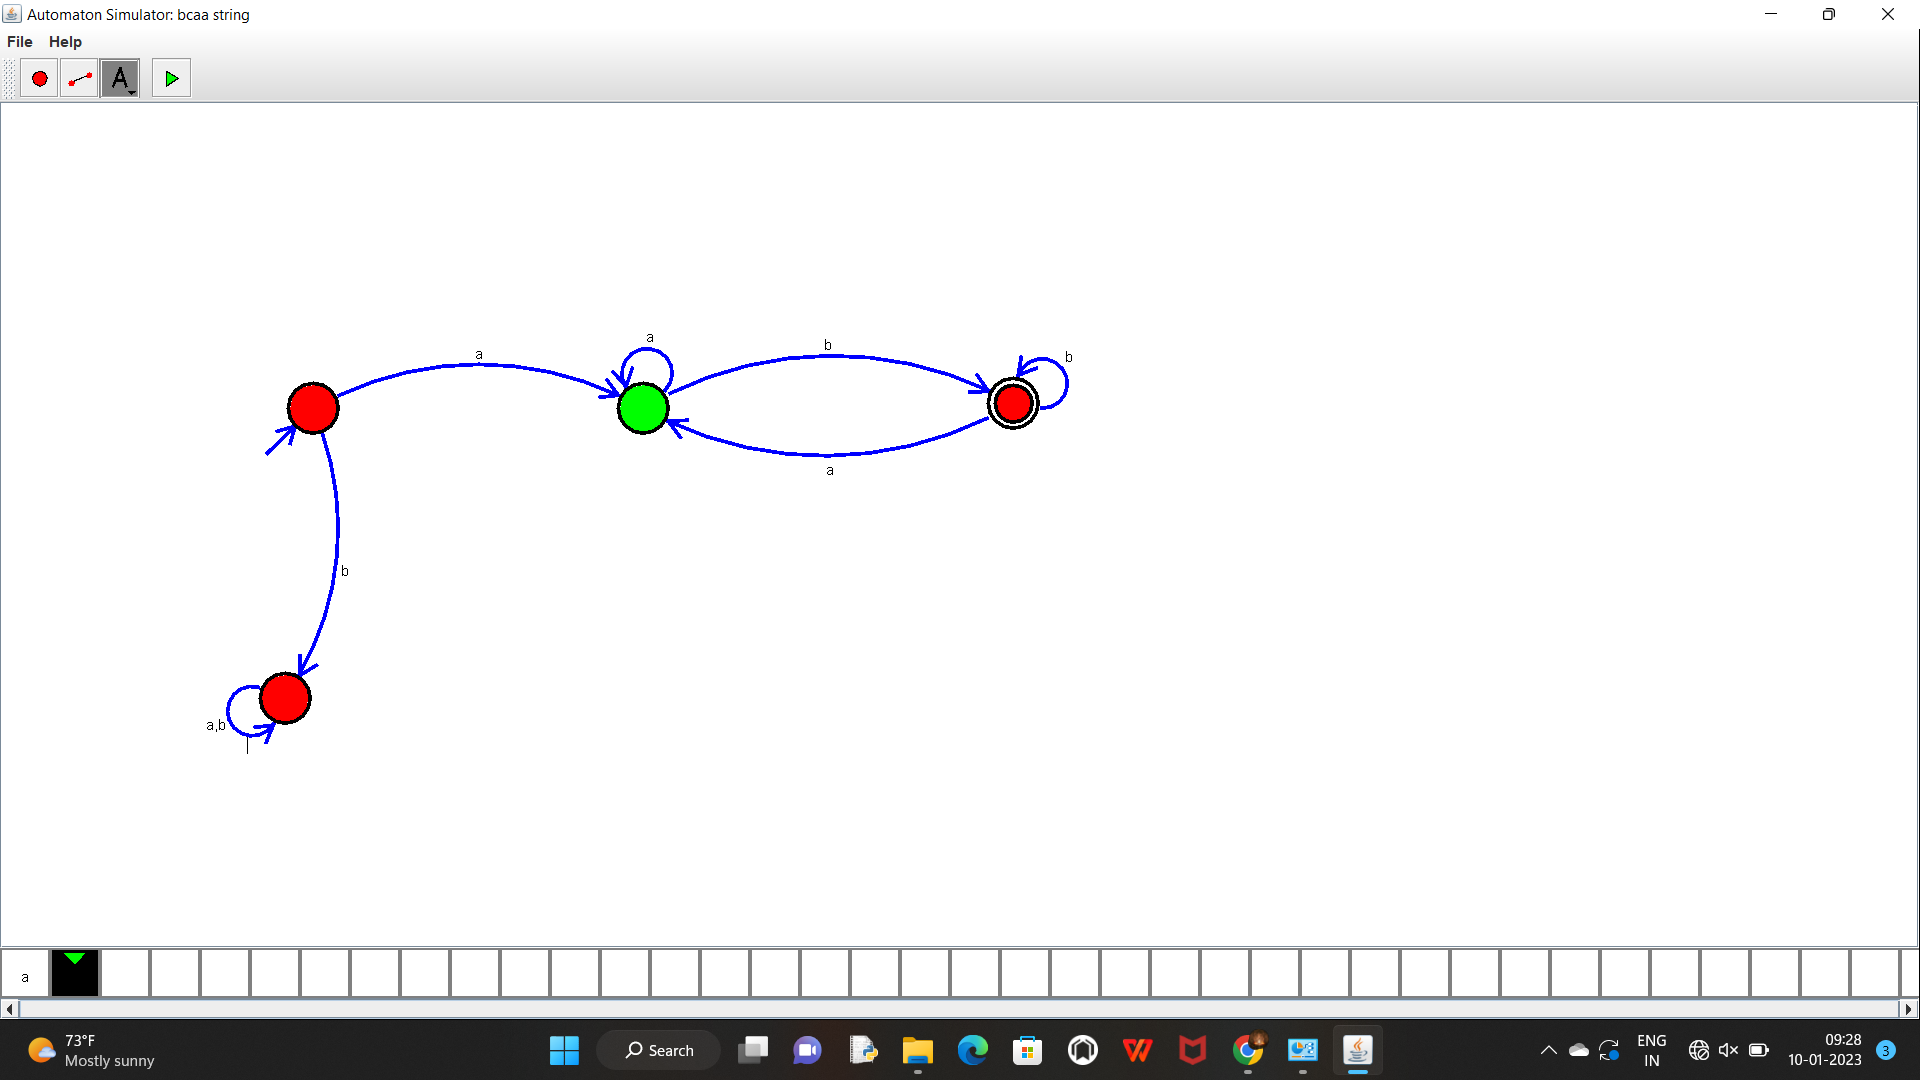 Automaton Simulator: bcaa string
File Help
A
a
a
b
b
a
b
a,b
a
73°F
Mostly sunny
Search
ENG
IN
09:28
10-01-2023
3